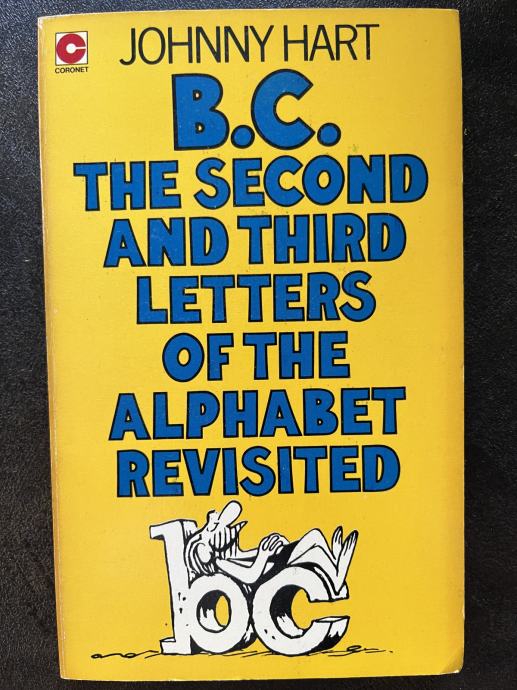 CORONET
JOHNNY HART
B.C.
THE SECOND
AND THIRD
LETTERS
OF THE
ALPHABET
REVISITED
bc